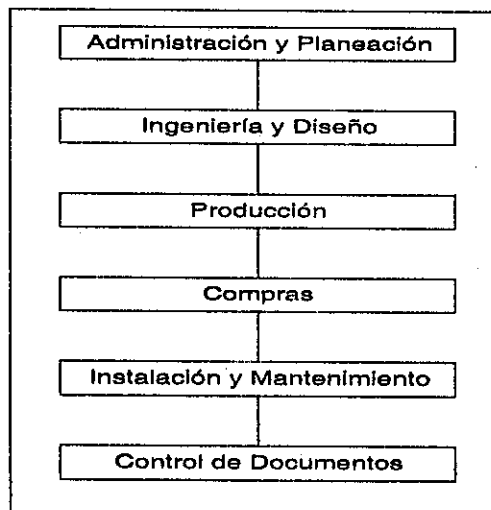 Administración y Planeación
Ingeniería y Diseño
Producción
Compras
Instalación y Mantenimiento
Control de Documentos